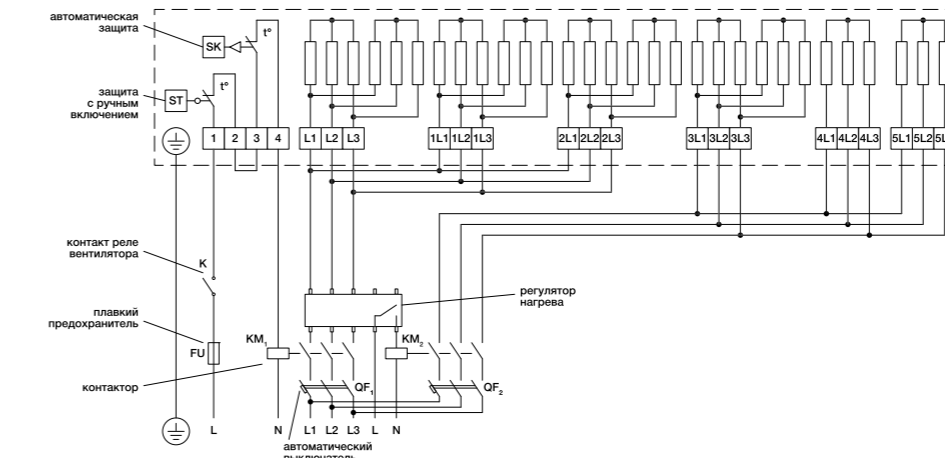 автоматическая
защита
SK
t°
защита
с ручным
включением
ST
t°
1 2 3 4
L1 L2 L3
1L1 1L2 1L3
2L1 2L2 2L3
3L1 3L2 3L3
4L1 4L2 4L3
5L1 5L2
контакт реле
вентилятора
K
плавкий
предохранитель
FU
контактор
KM1
регулятор
нагрева
KM2
QF1
QF2
L N L1 L2 L3 L N
автоматический
выключатель